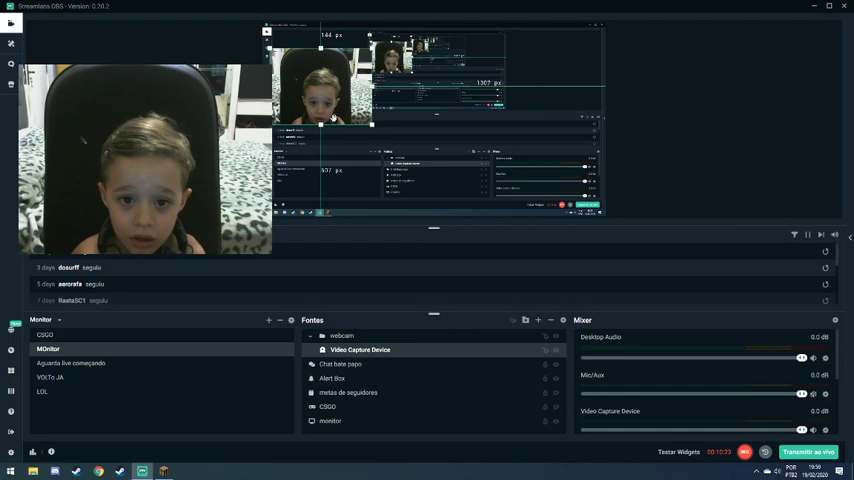 Streamlabs OBS - Version: 0.20.2
144 px
1307 px
507 px
3 days dosurff seguiu
5 days aerorafa seguiu
7 days RastaSC1 seguiu
Monitor
CSGO
MOnitor
Aguarda live começando
VOlTo JA
LOL
Fontes
webcam
Video Capture Device
Chat bate papo
Alert Box
metas de seguidores
CSGO
monitor
Mixer
Desktop Audio 0.0 dB
Mic/Aux 0.0 dB
Video Capture Device 0.0 dB
Testar Widgets 00:10:23 REC Transmitir ao vivo
POR 19:59
PTB2 19/02/2020